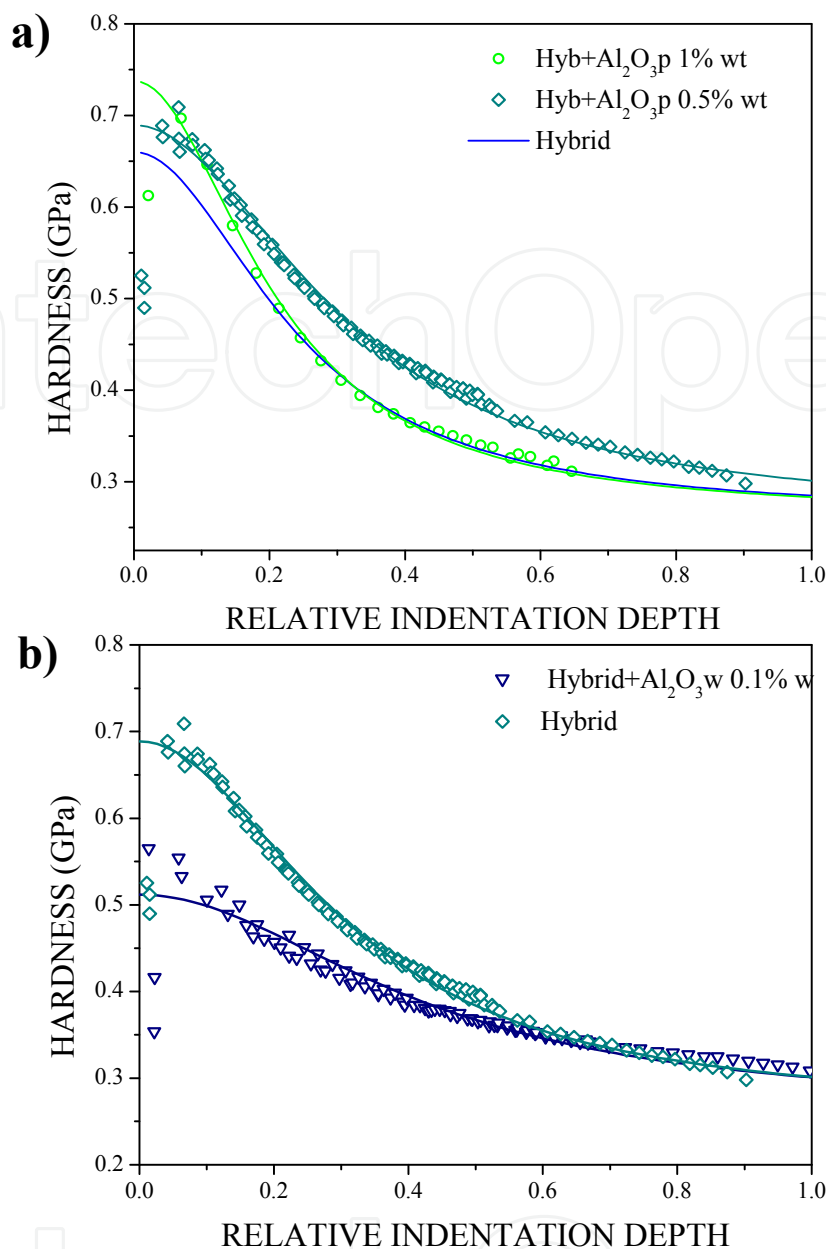 a)
0.8
0.7
0.6
0.5
0.4
0.3
HARDNESS (GPa)
Hyb+Al₂O₃p 1% wt
Hyb+Al₂O₃p 0.5% wt
Hybrid
0.0 0.2 0.4 0.6 0.8 1.0
RELATIVE INDENTATION DEPTH
b)
0.8
0.7
0.6
0.5
0.4
0.3
0.2
HARDNESS (GPa)
Hybrid+Al₂O₃w 0.1% w
Hybrid
0.0 0.2 0.4 0.6 0.8 1.0
RELATIVE INDENTATION DEPTH
ntechOpe